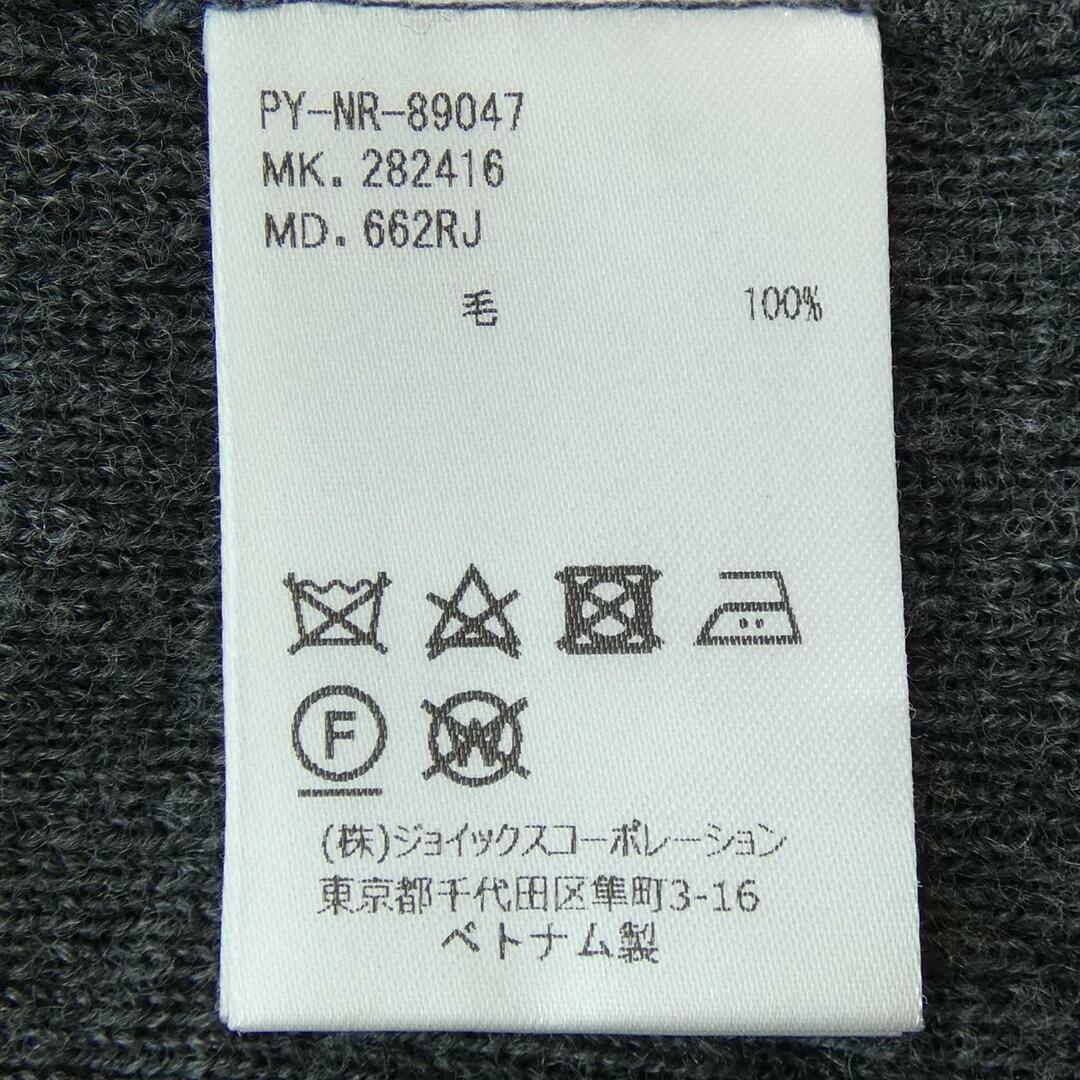 PY-NR-89047
MK. 282416
MD. 662RJ
毛 100%
F
W
(株)ジョイックスコーポレーション
東京都千代田区隼町3-16
ベトナム製